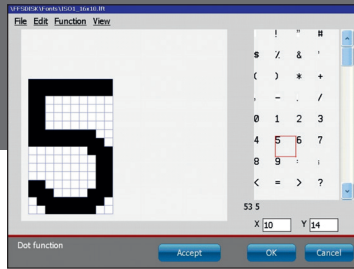 \FFSDISK\Fonts\ISO1_16x10.fft
File Edit Function View
! " #
$ % & '
( ) * +
, - . /
0 1 2 3
4 5 6 7
8 9 : ;
< = > ?
5
53 5
X 10 Y 14
Dot function
Accept OK Cancel